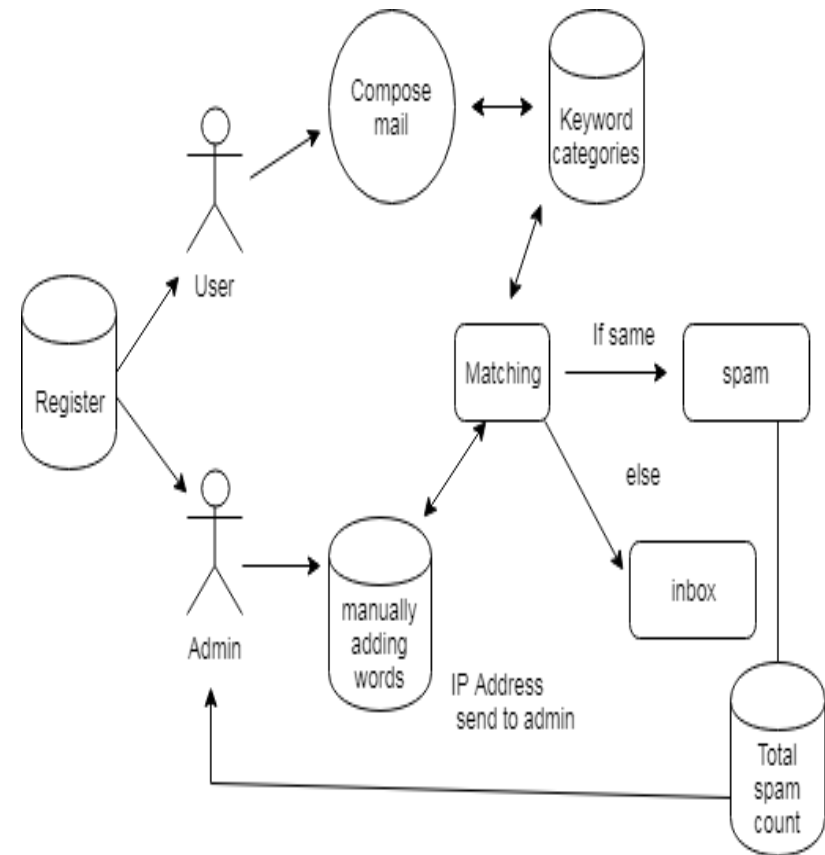 Compose
mail
Keyword
categories
User
Register
Matching
If same
spam
else
inbox
Admin
manually
adding
words
IP Address
send to admin
Total
spam
count